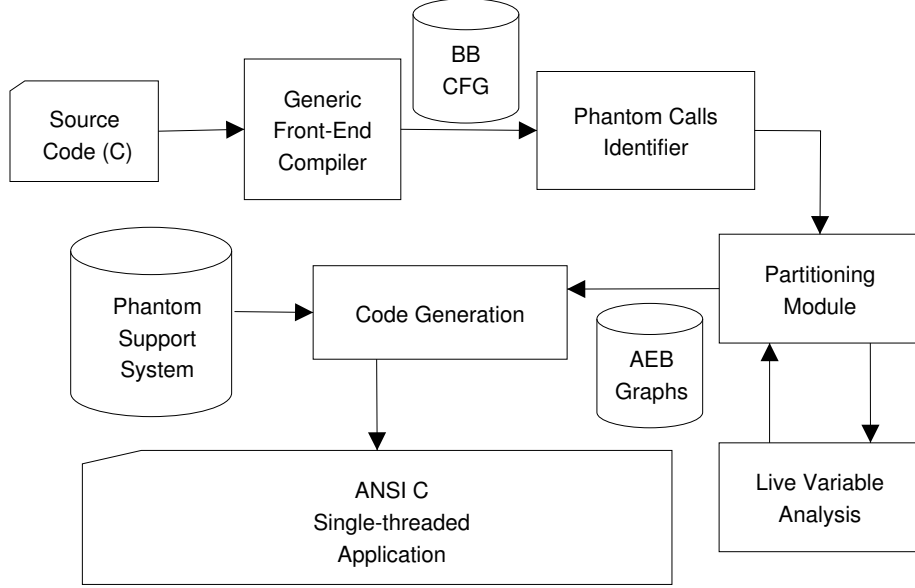 Source
Code (C)
Generic
Front-End
Compiler
BB
CFG
Phantom Calls
Identifier
Phantom
Support
System
Code Generation
AEB
Graphs
Partitioning
Module
Live Variable
Analysis
ANSI C
Single-threaded
Application